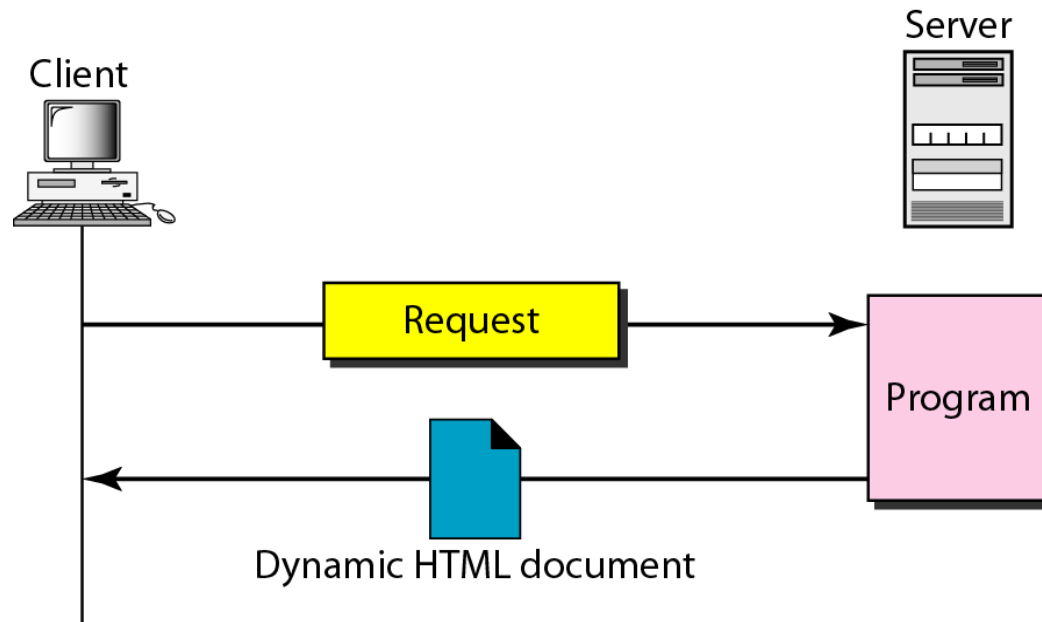 Server
Client
Request
Program
Dynamic HTML document